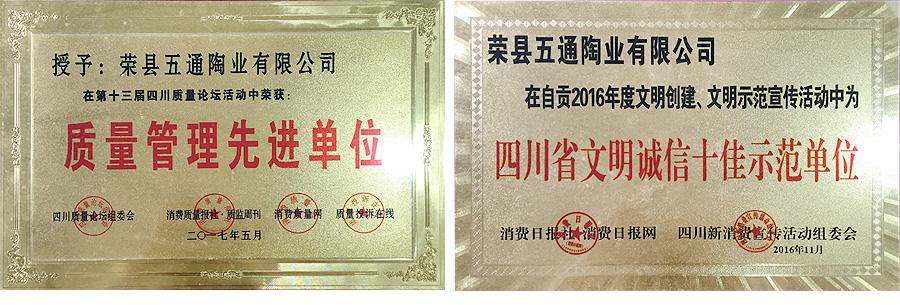 授予：荣县五通陶业有限公司
在第十三届四川质量论坛活动中荣获：
质量管理先进单位
四川质量论坛组委会 消费质量报社·质监周刊 消费质量网 质量投诉在线
二〇一七年五月
荣县五通陶业有限公司
在自贡2016年度文明创建、文明示范宣传活动中为
四川省文明诚信十佳示范单位
消费日报社 消费日报网 四川新消费宣传活动组委会
2016年11月